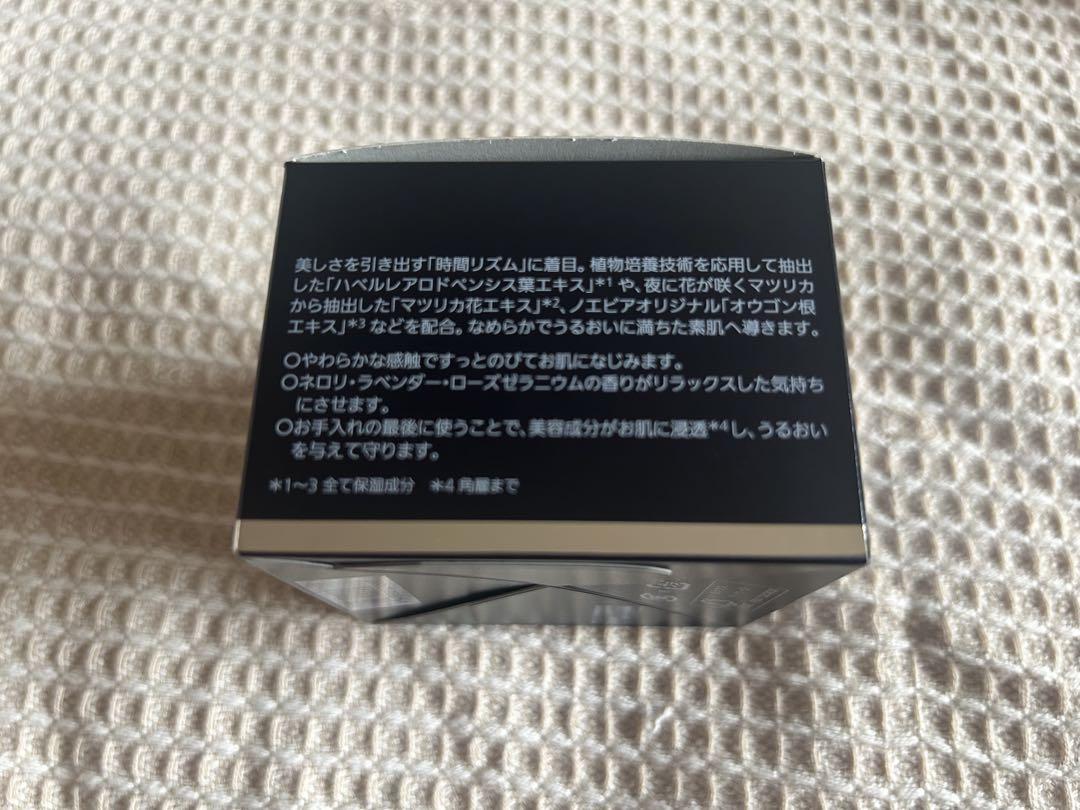 美しさを引き出す「時間リズム」に着目。植物培養技術を応用して抽出
した「ハベルレアロドペンシス葉エキス」*1や、夜に花が咲くマツリカ
から抽出した「マツリカ花エキス」*2、ノエビアオリジナル「オウゴン根
エキス」*3などを配合。なめらかでうるおいに満ちた素肌へ導きます。
○やわらかな感触ですっとのびてお肌になじみます。
○ネロリ・ラベンダー・ローズゼラニウムの香りがリラックスした気持ち
にさせます。
○お手入れの最後に使うことで、美容成分がお肌に浸透*4し、うるおい
を与えて守ります。
*1〜3 全て保湿成分 *4 角層まで